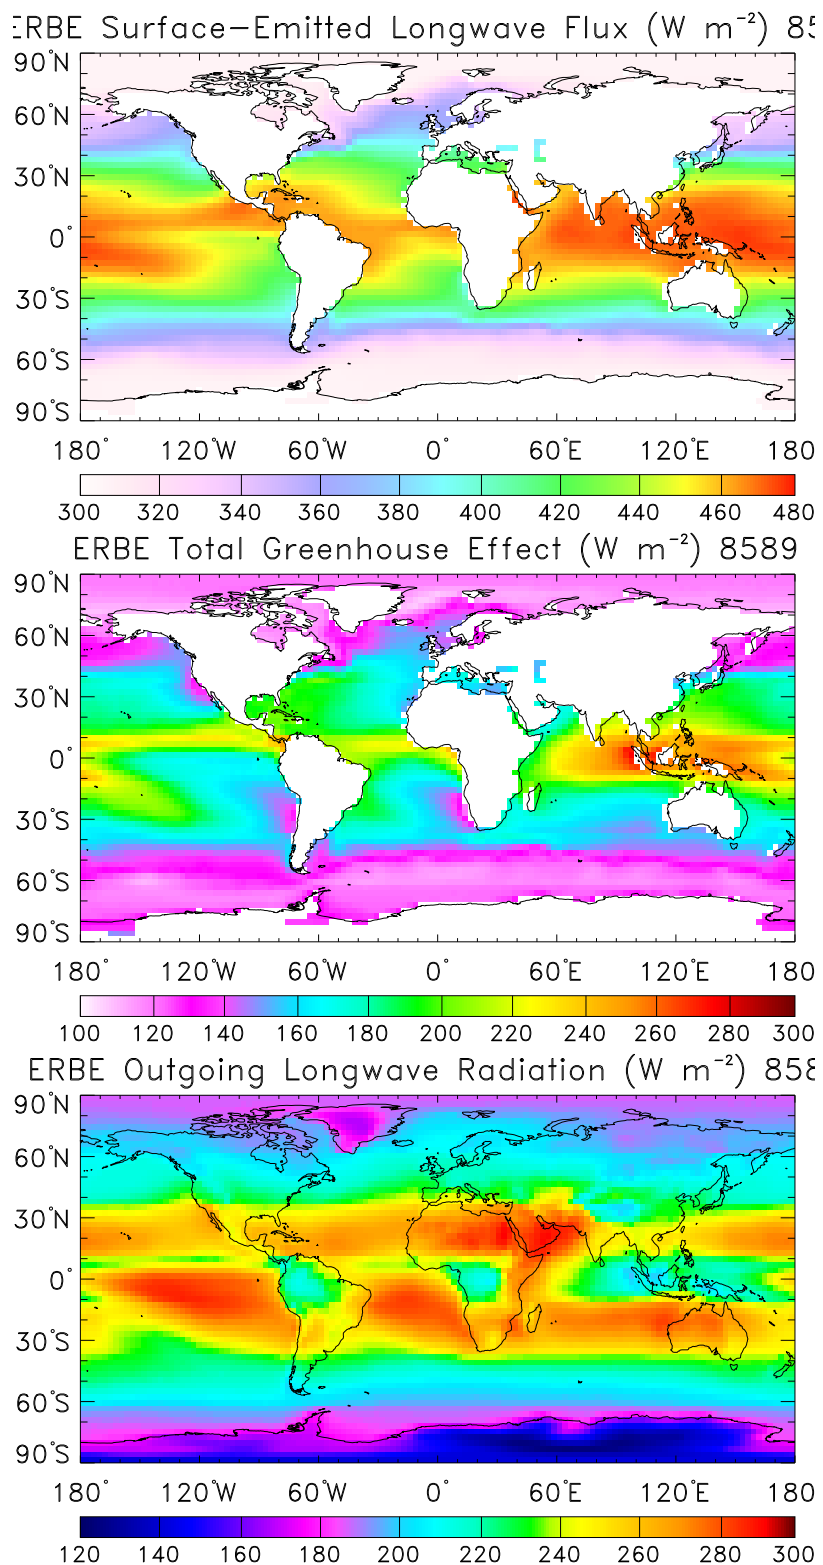 ERBE Surface−Emitted Longwave Flux (W m⁻²) 85
90°N
60°N
30°N
0°
30°S
60°S
90°S
180° 120°W 60°W 0° 60°E 120°E 180
300 320 340 360 380 400 420 440 460 480
ERBE Total Greenhouse Effect (W m⁻²) 8589
90°N
60°N
30°N
0°
30°S
60°S
90°S
180° 120°W 60°W 0° 60°E 120°E 180
100 120 140 160 180 200 220 240 260 280 300
ERBE Outgoing Longwave Radiation (W m⁻²) 858
90°N
60°N
30°N
0°
30°S
60°S
90°S
180° 120°W 60°W 0° 60°E 120°E 180
120 140 160 180 200 220 240 260 280 300